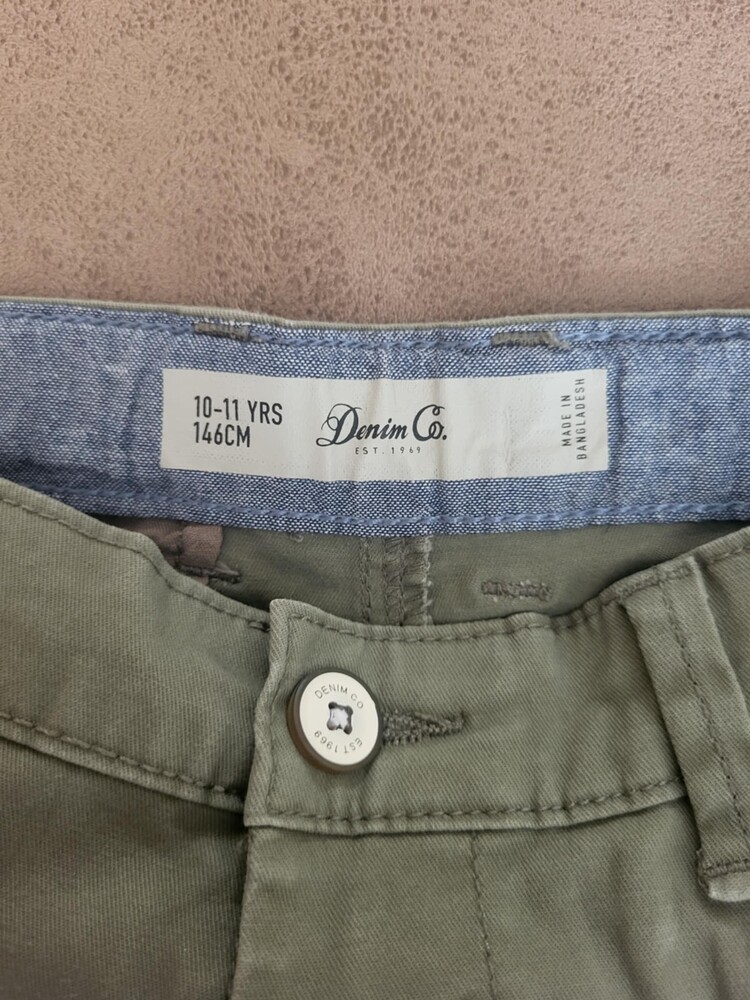 10-11 YRS
146CM
Denim Co.
EST. 1969
MADE IN
BANGLADESH
DENIM CO
EST 1969